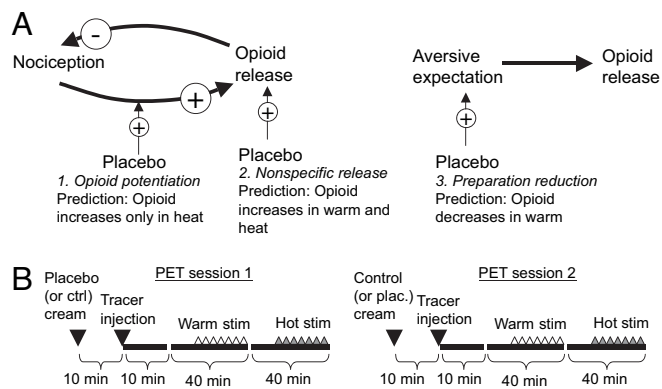 A
-
Nociception
Opioid
release
+
+
Placebo
1. Opioid potentiation
Prediction: Opioid
increases only in heat
+
Placebo
2. Nonspecific release
Prediction: Opioid
increases in warm and
heat
Aversive
expectation
Opioid
release
+
Placebo
3. Preparation reduction
Prediction: Opioid
decreases in warm
B
Placebo
(or ctrl)
cream
Tracer
injection
PET session 1
Warm stim
Hot stim
10 min
10 min
40 min
40 min
Control
(or plac.)
cream
Tracer
injection
PET session 2
Warm stim
Hot stim
10 min
10 min
40 min
40 min